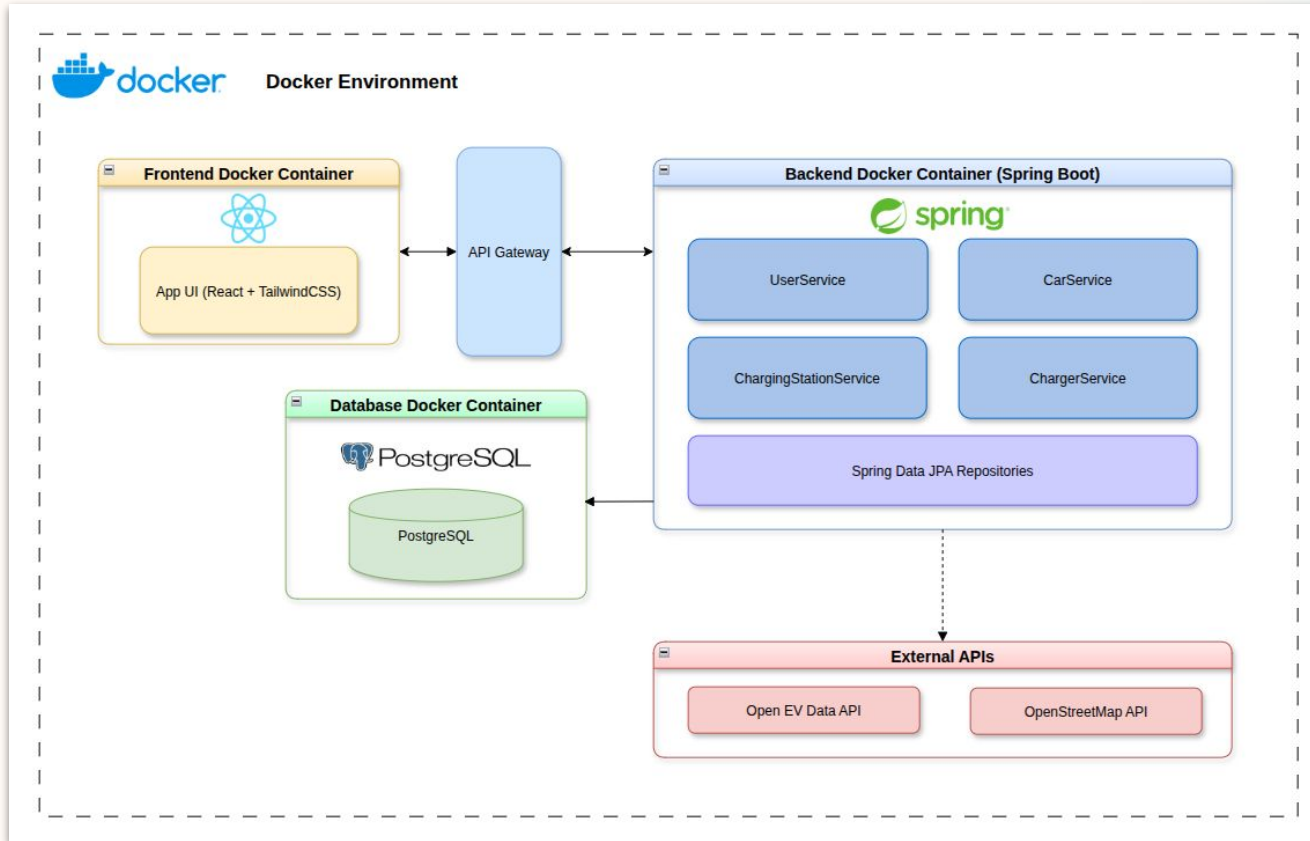 docker
Docker Environment
Frontend Docker Container
App UI (React + TailwindCSS)
API Gateway
Backend Docker Container (Spring Boot)
spring
UserService
CarService
ChargingStationService
ChargerService
Spring Data JPA Repositories
Database Docker Container
PostgreSQL
PostgreSQL
External APIs
Open EV Data API
OpenStreetMap API